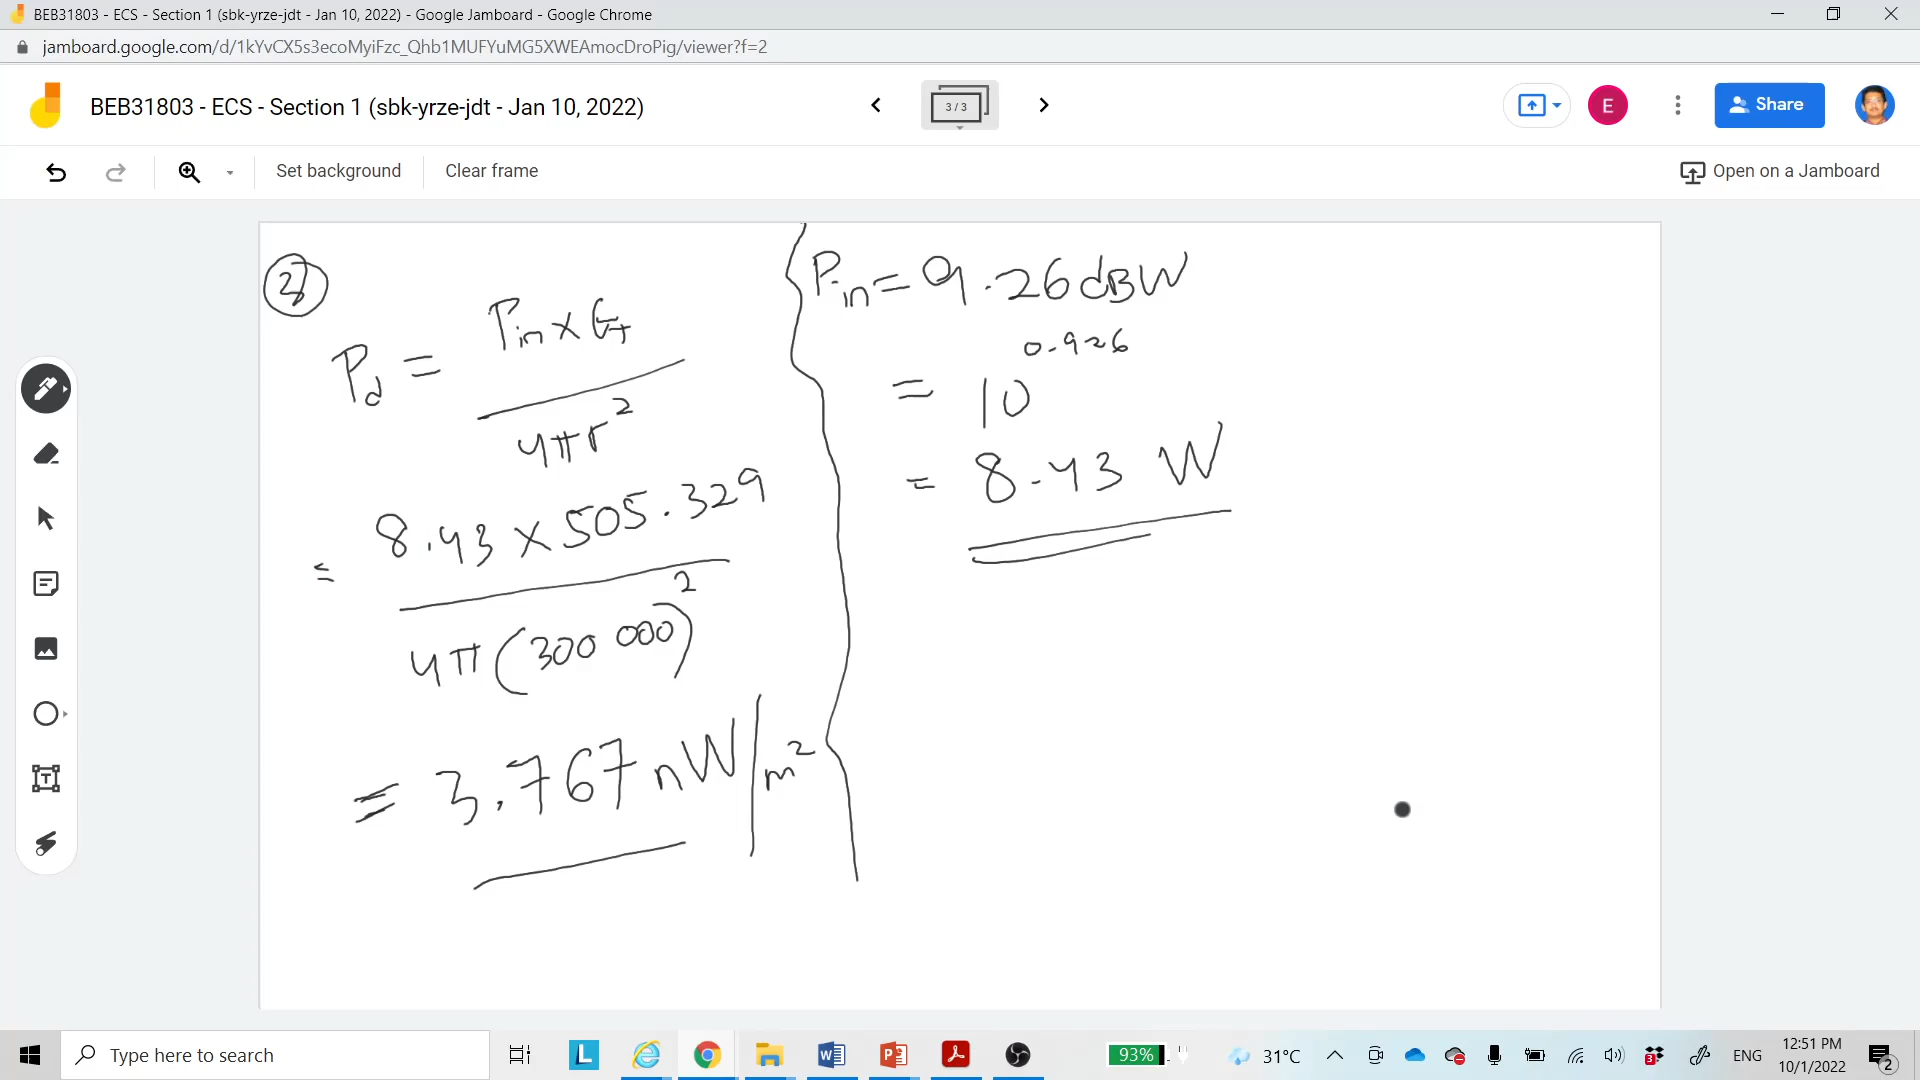 BEB31803 - ECS - Section 1 (sbk-yrze-jdt - Jan 10, 2022) - Google Jamboard - Google Chrome
jamboard.google.com/d/1kYvCX5s3ecoMyiFzc_Qhb1MUFYuMG5XWEAmocDroPig/viewer?f=2
BEB31803 - ECS - Section 1 (sbk-yrze-jdt - Jan 10, 2022)
3 / 3
E
Share
Set background
Clear frame
Open on a Jamboard
Pd = Pin x GT
4πr²
= 8.43 x 505.329
4π(300 000)²
= 3.767 nW/m²
Pin = 9.26 dBW
= 10^0.926
= 8.43 W
Type here to search
93%
31°C
ENG
12:51 PM
10/1/2022
2